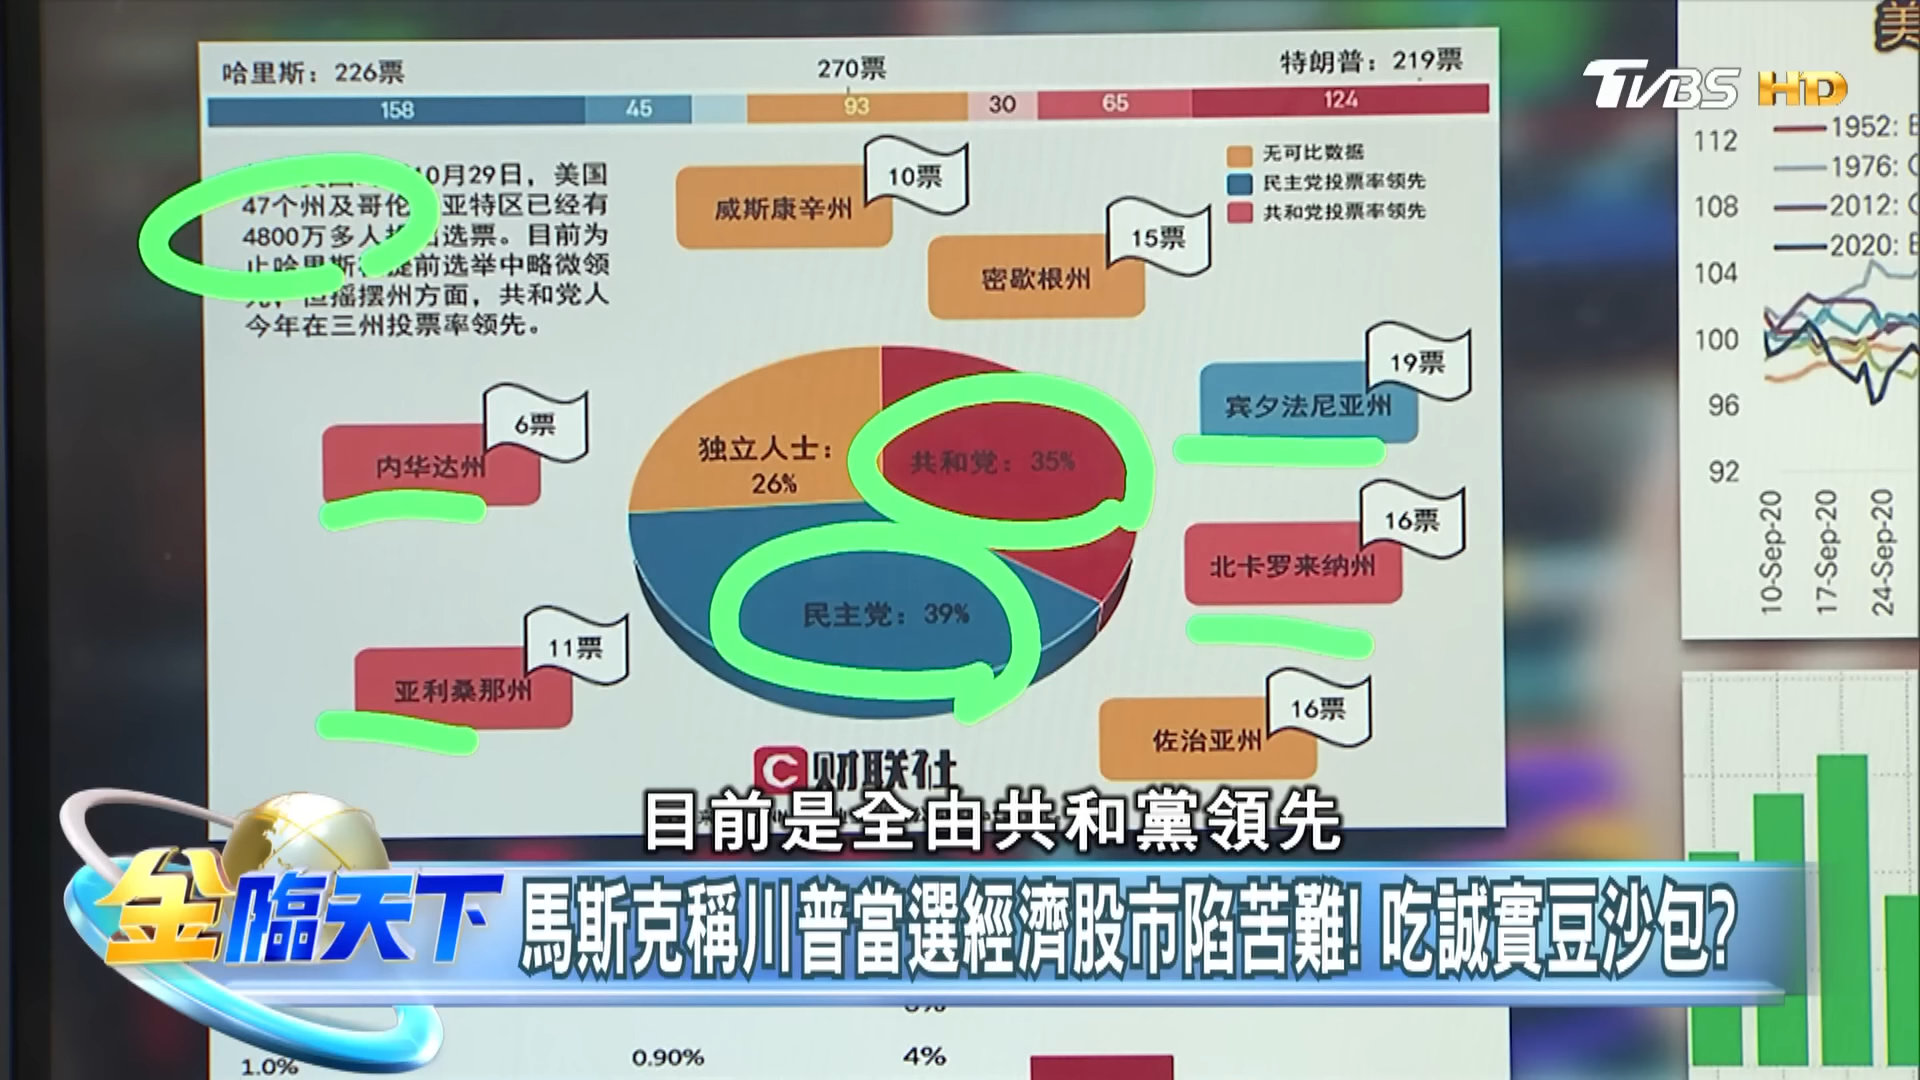 哈里斯：226票
270票
特朗普：219票
158
45
93
30
65
124
TVBS HD
10月29日，美国
47个州及哥伦 亚特区已经有
4800万多人 选票。目前为
止哈里斯 提前选举中略微领
但摇摆州方面，共和党人
今年在三州投票率领先。
无可比数据
民主党投票率领先
共和党投票率领先
威斯康辛州
10票
密歇根州
15票
宾夕法尼亚州
19票
内华达州
6票
独立人士：
26%
共和党：35%
民主党：39%
北卡罗来纳州
16票
亚利桑那州
11票
佐治亚州
16票
财联社
美
112
108
104
100
96
92
1952:
1976:
2012:
2020:
10-Sep-20
17-Sep-20
24-Sep-20
目前是全由共和黨領先
金臨天下
馬斯克稱川普當選經濟股市陷苦難! 吃誠實豆沙包?
1.0%
0.90%
4%